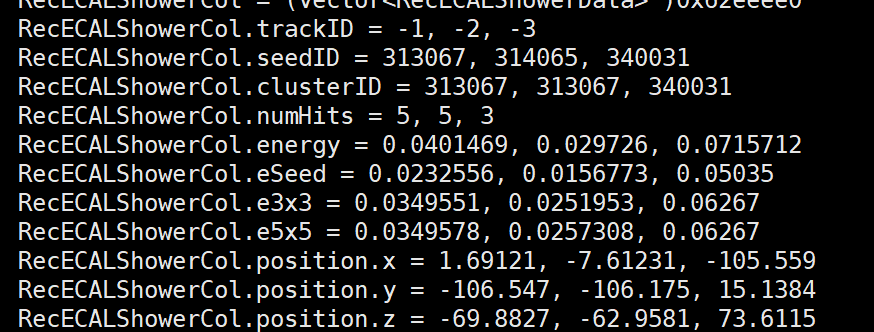 RecECALShowerCol = (vector<RecECALShowerData>*)0x62eeee0
RecECALShowerCol.trackID = -1, -2, -3
RecECALShowerCol.seedID = 313067, 314065, 340031
RecECALShowerCol.clusterID = 313067, 313067, 340031
RecECALShowerCol.numHits = 5, 5, 3
RecECALShowerCol.energy = 0.0401469, 0.029726, 0.0715712
RecECALShowerCol.eSeed = 0.0232556, 0.0156773, 0.05035
RecECALShowerCol.e3x3 = 0.0349551, 0.0251953, 0.06267
RecECALShowerCol.e5x5 = 0.0349578, 0.0257308, 0.06267
RecECALShowerCol.position.x = 1.69121, -7.61231, -105.559
RecECALShowerCol.position.y = -106.547, -106.175, 15.1384
RecECALShowerCol.position.z = -69.8827, -62.9581, 73.6115